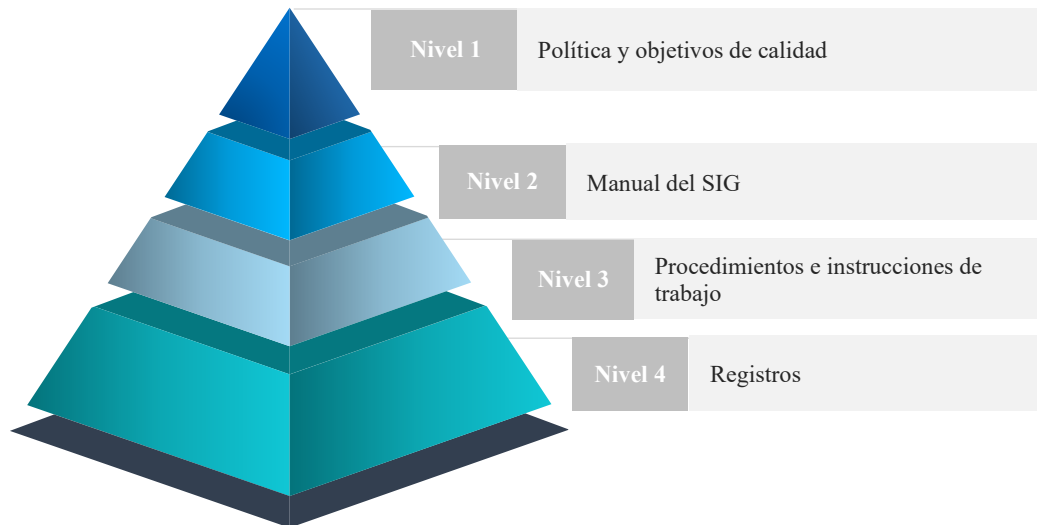 Nivel 1
Política y objetivos de calidad
Nivel 2
Manual del SIG
Nivel 3
Procedimientos e instrucciones de
trabajo
Nivel 4
Registros